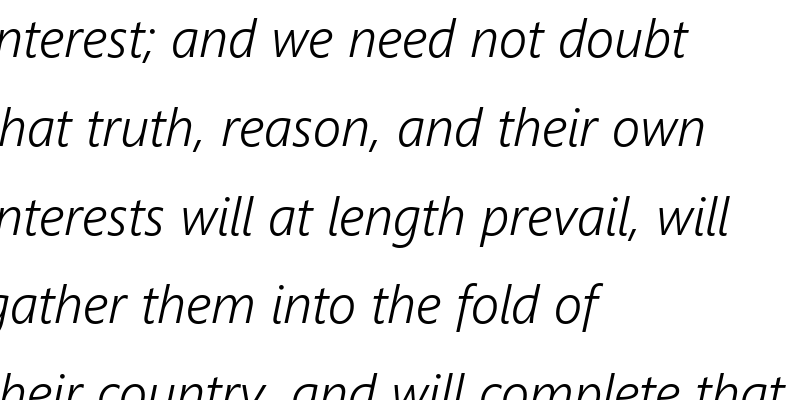 nterest; and we need not doubt
hat truth, reason, and their own
nterests will at length prevail, will
gather them into the fold of
heir country, and will complete that